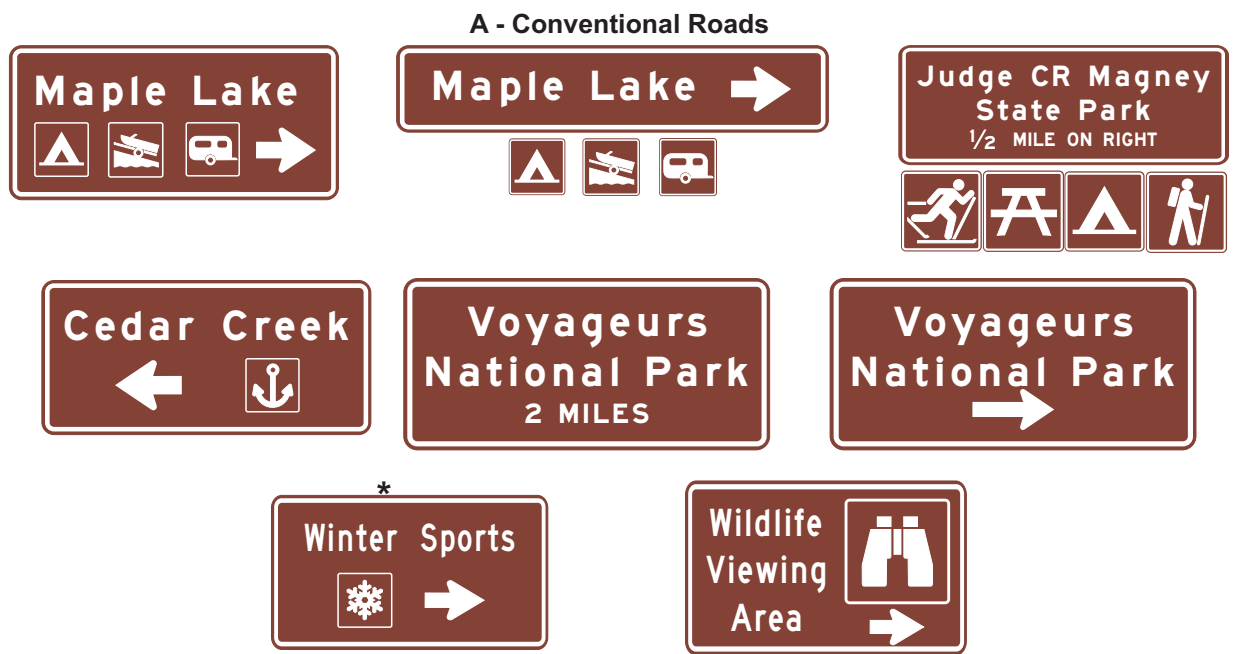 A - Conventional Roads
Maple Lake
Maple Lake
Judge CR Magney
State Park
1/2 MILE ON RIGHT
Cedar Creek
Voyageurs
National Park
2 MILES
Voyageurs
National Park
*
Winter Sports
Wildlife
Viewing
Area